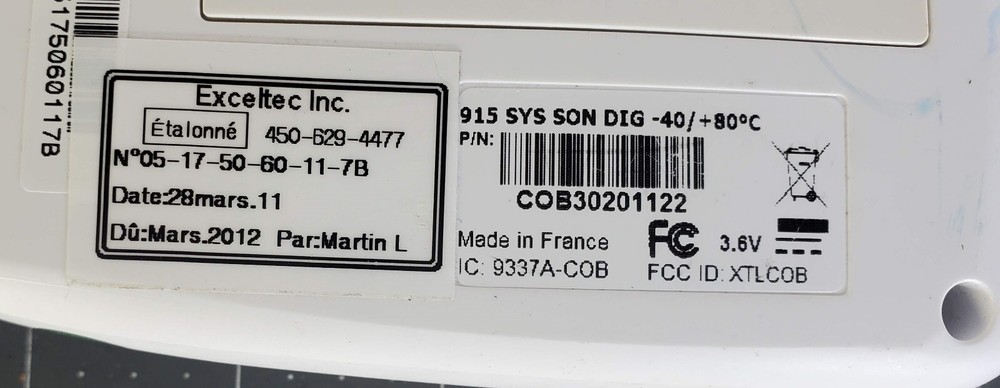 1750601117B
Exceltec Inc.
Étalonné 450-629-4477
N°05-17-50-60-11-7B
Date:28mars.11
Dû:Mars.2012 Par:Martin L
915 SYS SON DIG -40/+80°C
P/N:
COB30201122
Made in France FC 3.6V
IC: 9337A-COB FCC ID: XTLCOB